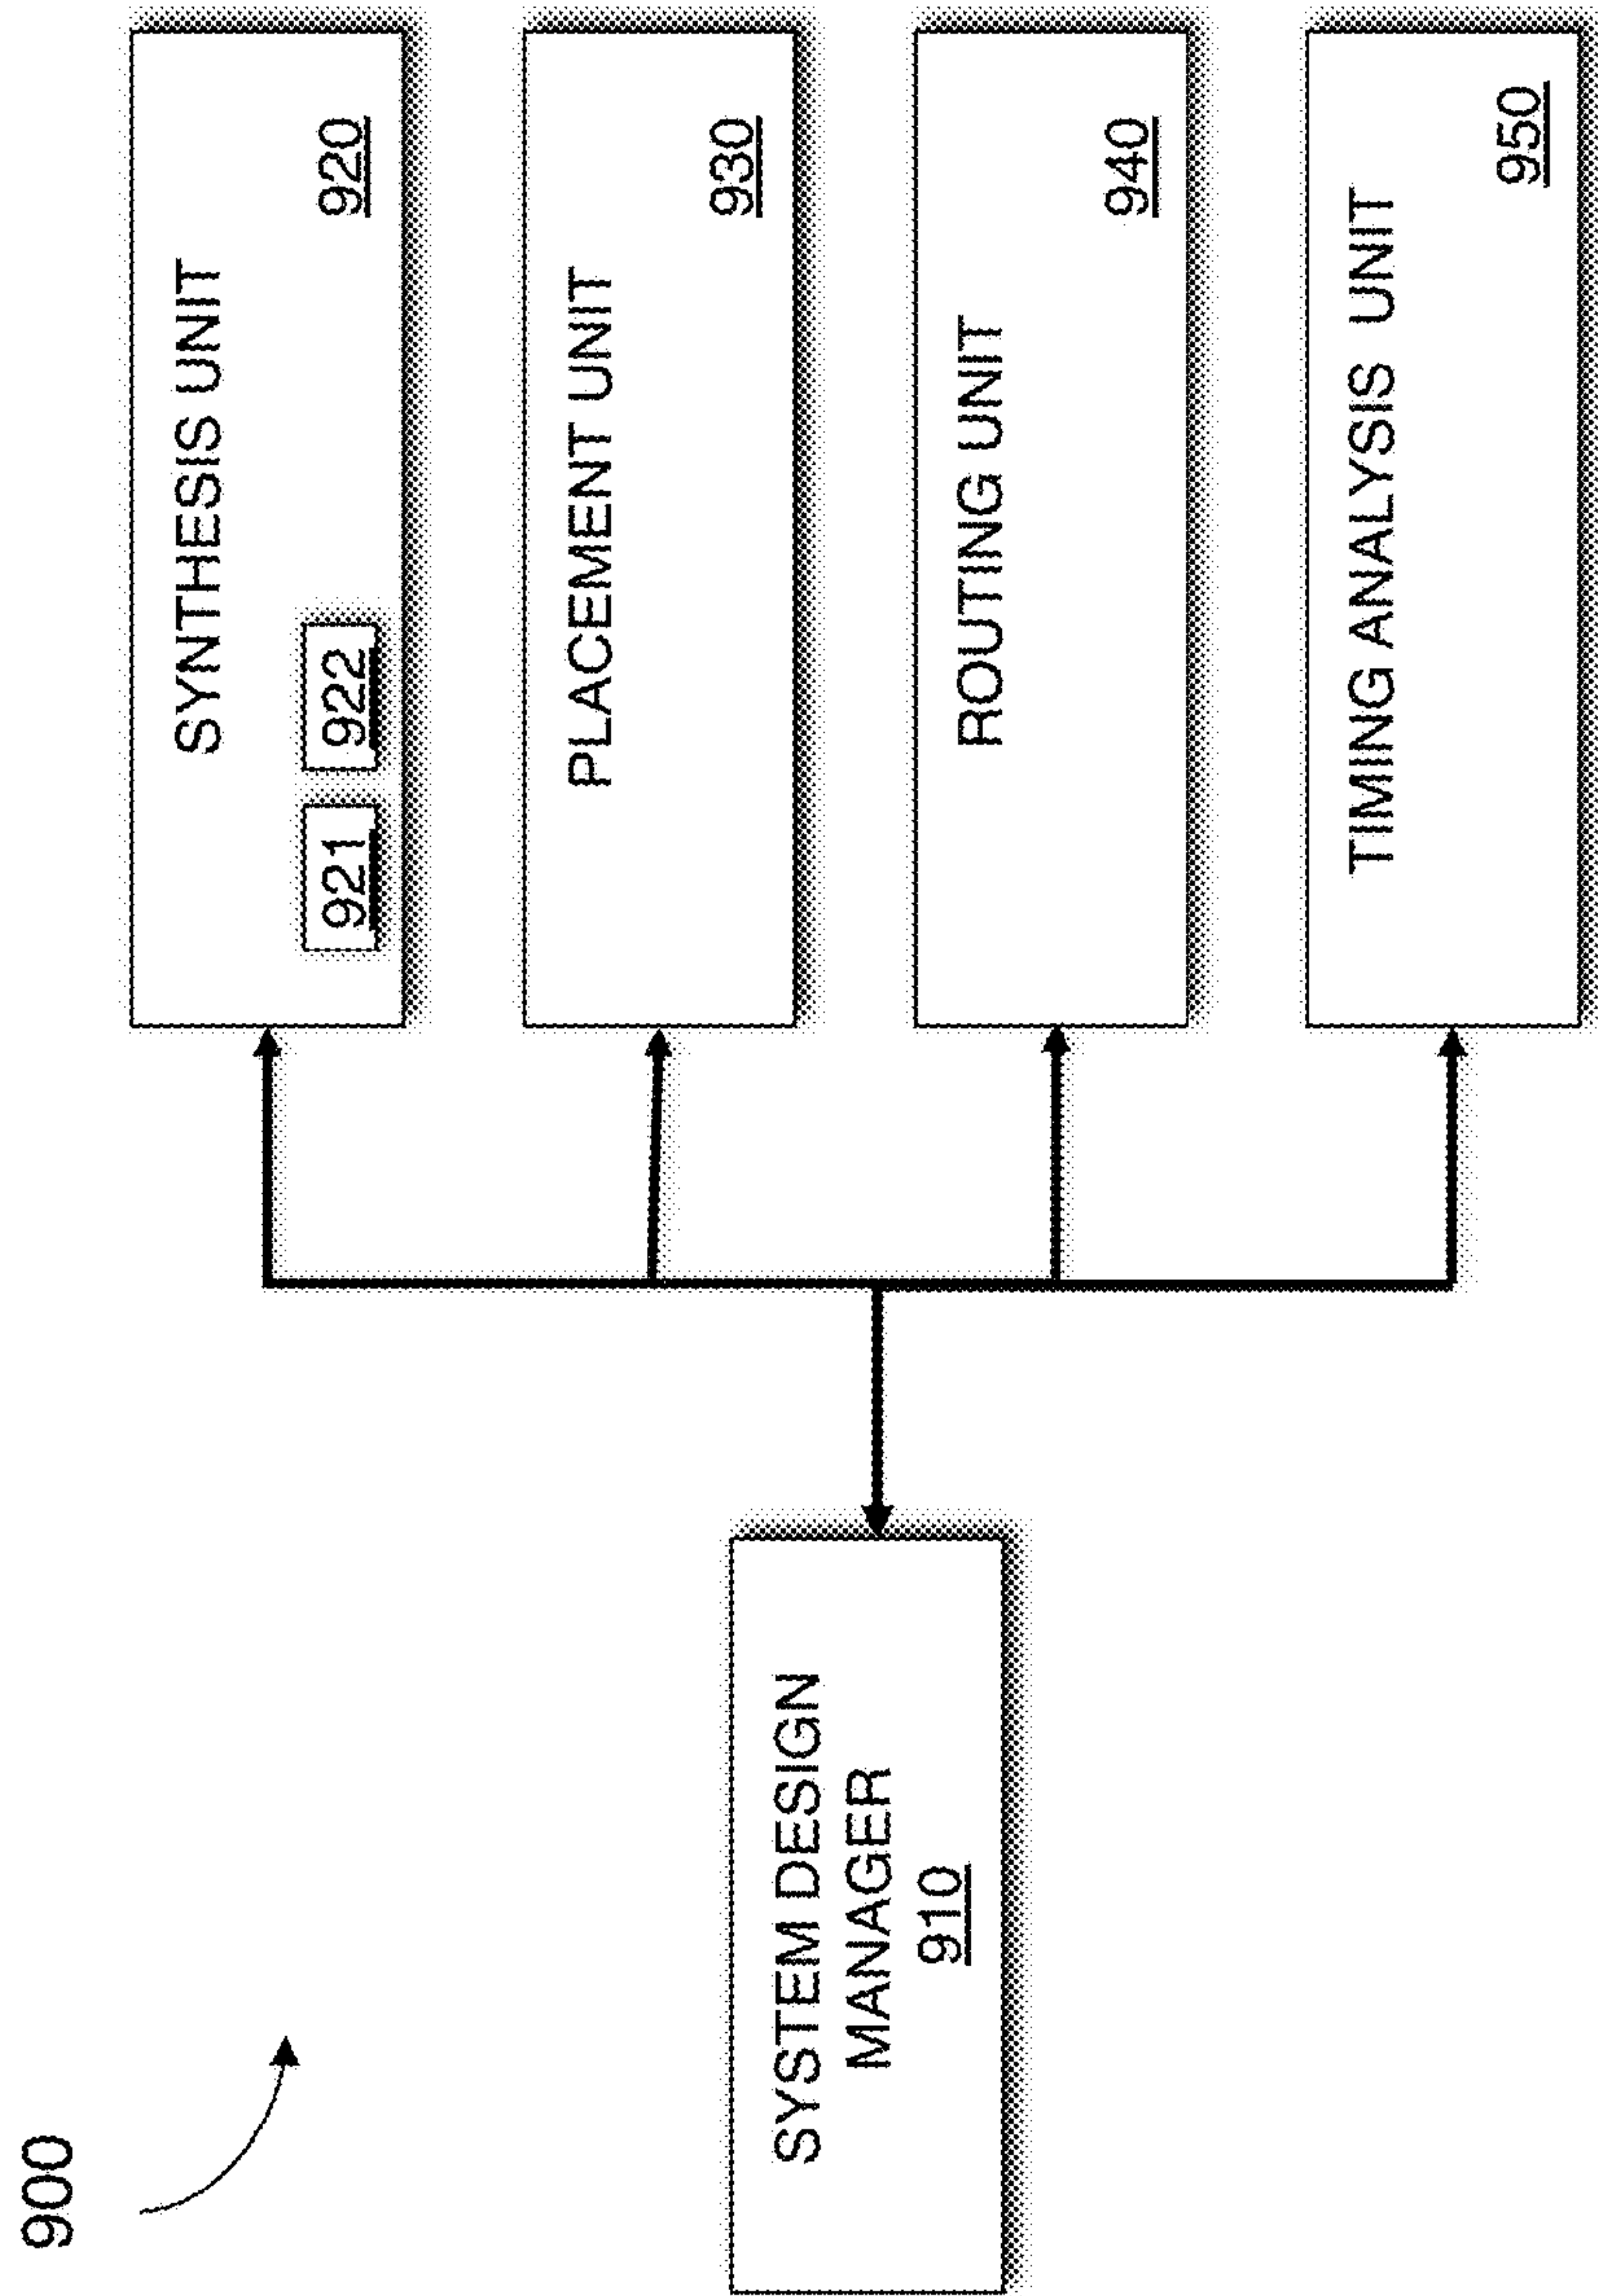 900
SYSTEM DESIGN
MANAGER
910
SYNTHESIS UNIT
921
922
920
PLACEMENT UNIT
930
ROUTING UNIT
940
TIMING ANALYSIS UNIT
950